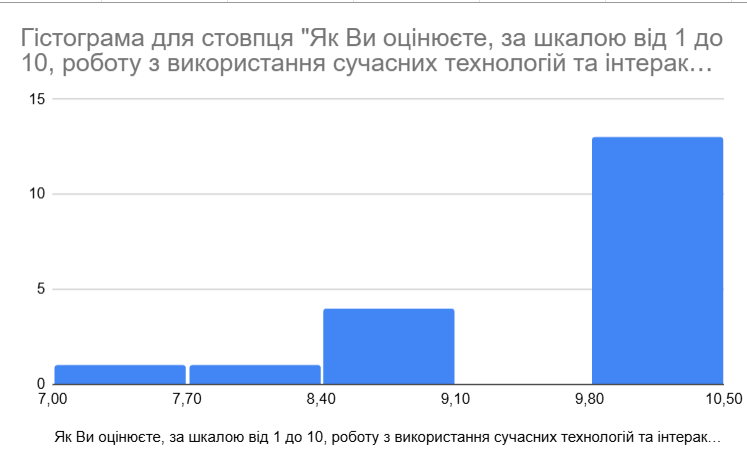 Гістограма для стовпця "Як Ви оцінюєте, за шкалою від 1 до
10, роботу з використання сучасних технологій та інтерак...
15
10
5
0
7,00 7,70 8,40 9,10 9,80 10,50
Як Ви оцінюєте, за шкалою від 1 до 10, роботу з використання сучасних технологій та інтерак...